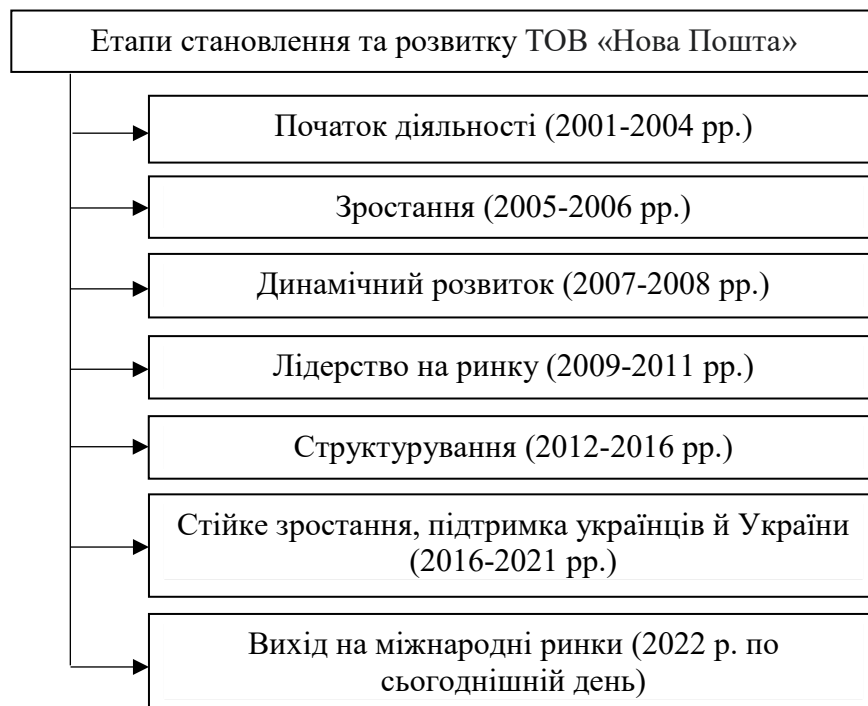 Етапи становлення та розвитку ТОВ «Нова Пошта»
Початок діяльності (2001-2004 рр.)
Зростання (2005-2006 рр.)
Динамічний розвиток (2007-2008 рр.)
Лідерство на ринку (2009-2011 рр.)
Структурування (2012-2016 рр.)
Стійке зростання, підтримка українців й України
(2016-2021 рр.)
Вихід на міжнародні ринки (2022 р. по
сьогоднішній день)